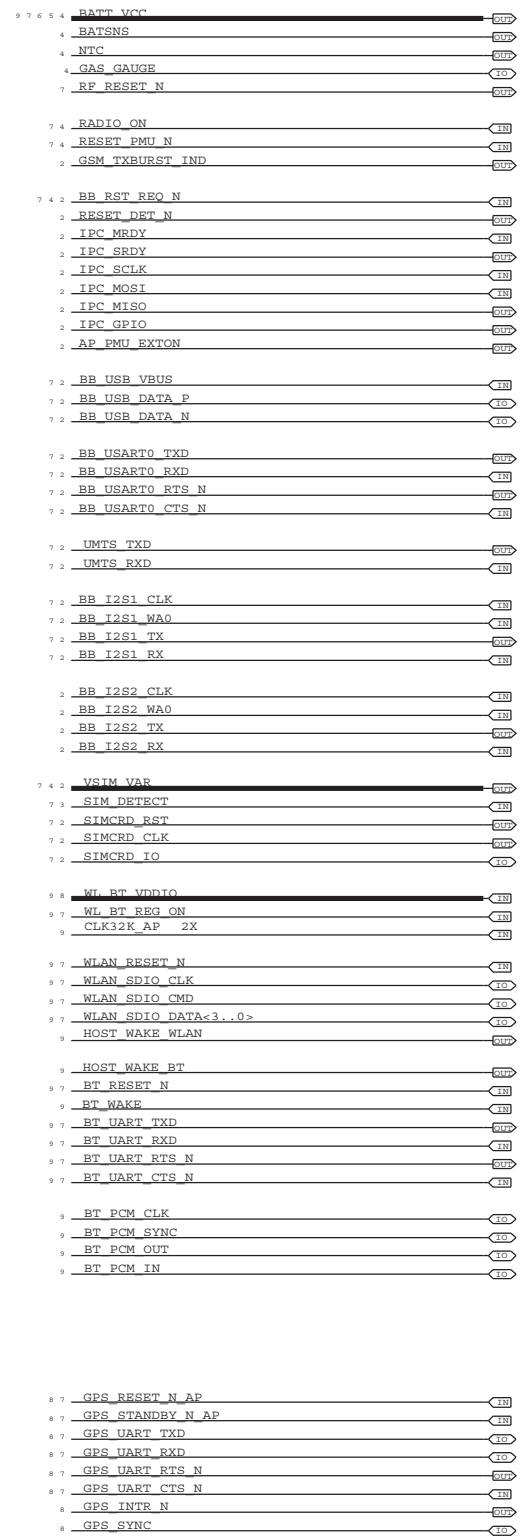 9 7 6 5 4 BATT_VCC OUT
4 BATSNS OUT
4 NTC OUT
4 GAS_GAUGE IO
7 RF_RESET_N OUT
7 4 RADIO_ON IN
7 4 RESET_PMU_N IN
2 GSM_TXBURST_IND OUT
7 4 2 BB_RST_REQ_N IN
2 RESET_DET_N OUT
2 IPC_MRDY IN
2 IPC_SRDY OUT
2 IPC_SCLK IN
2 IPC_MOSI IN
2 IPC_MISO OUT
2 IPC_GPIO OUT
2 AP_PMU_EXTON OUT
7 2 BB_USB_VBUS IN
7 2 BB_USB_DATA_P IO
7 2 BB_USB_DATA_N IO
7 2 BB_USART0_TXD OUT
7 2 BB_USART0_RXD IN
7 2 BB_USART0_RTS_N OUT
7 2 BB_USART0_CTS_N IN
7 2 UMTS_TXD OUT
7 2 UMTS_RXD IN
7 2 BB_I2S1_CLK IN
7 2 BB_I2S1_WA0 IN
7 2 BB_I2S1_TX OUT
7 2 BB_I2S1_RX IN
2 BB_I2S2_CLK IN
2 BB_I2S2_WA0 IN
2 BB_I2S2_TX OUT
2 BB_I2S2_RX IN
7 4 2 VSIM_VAR OUT
7 3 SIM_DETECT IN
7 2 SIMCRD_RST OUT
7 2 SIMCRD_CLK OUT
7 2 SIMCRD_IO IO
9 8 WL_BT_VDDIO IN
9 7 WL_BT_REG_ON IN
9 CLK32K_AP 2X IN
9 7 WLAN_RESET_N IN
9 7 WLAN_SDIO_CLK IO
9 7 WLAN_SDIO_CMD IO
9 7 WLAN_SDIO_DATA<3..0> IO
9 HOST_WAKE_WLAN OUT
9 HOST_WAKE_BT OUT
9 7 BT_RESET_N IN
9 BT_WAKE IN
9 7 BT_UART_TXD OUT
9 7 BT_UART_RXD IN
9 7 BT_UART_RTS_N OUT
9 7 BT_UART_CTS_N IN
9 BT_PCM_CLK IO
9 BT_PCM_SYNC IO
9 BT_PCM_OUT IO
9 BT_PCM_IN IO
8 7 GPS_RESET_N_AP IN
8 7 GPS_STANDBY_N_AP IN
8 7 GPS_UART_TXD IO
8 7 GPS_UART_RXD IO
8 7 GPS_UART_RTS_N OUT
8 7 GPS_UART_CTS_N IN
8 GPS_INTR_N OUT
8 GPS_SYNC IO